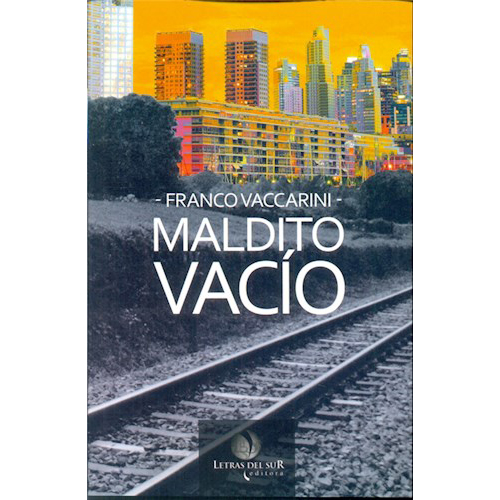 - FRANCO VACCARINI -
MALDITO
VACÍO
LETRAS DEL SUR
editora